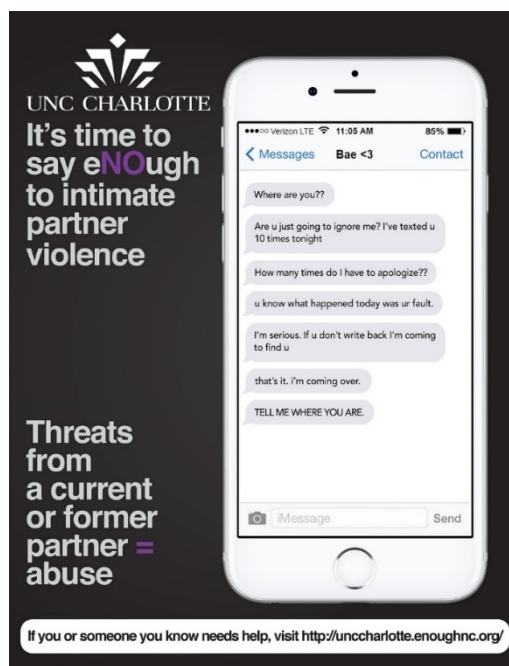 UNC CHARLOTTE
It's time to
say eNOugh
to intimate
partner
violence
Threats
from
a current
or former
partner =
abuse
Verizon LTE 11:05 AM 85%
Messages Bae <3 Contact
Where are you??
Are u just going to ignore me? I've texted u
10 times tonight
How many times do I have to apologize??
u know what happened today was ur fault.
I'm serious. If u don't write back I'm coming
to find u
that's it. i'm coming over.
TELL ME WHERE YOU ARE.
iMessage Send
If you or someone you know needs help, visit http://unccharlotte.enoughnc.org/